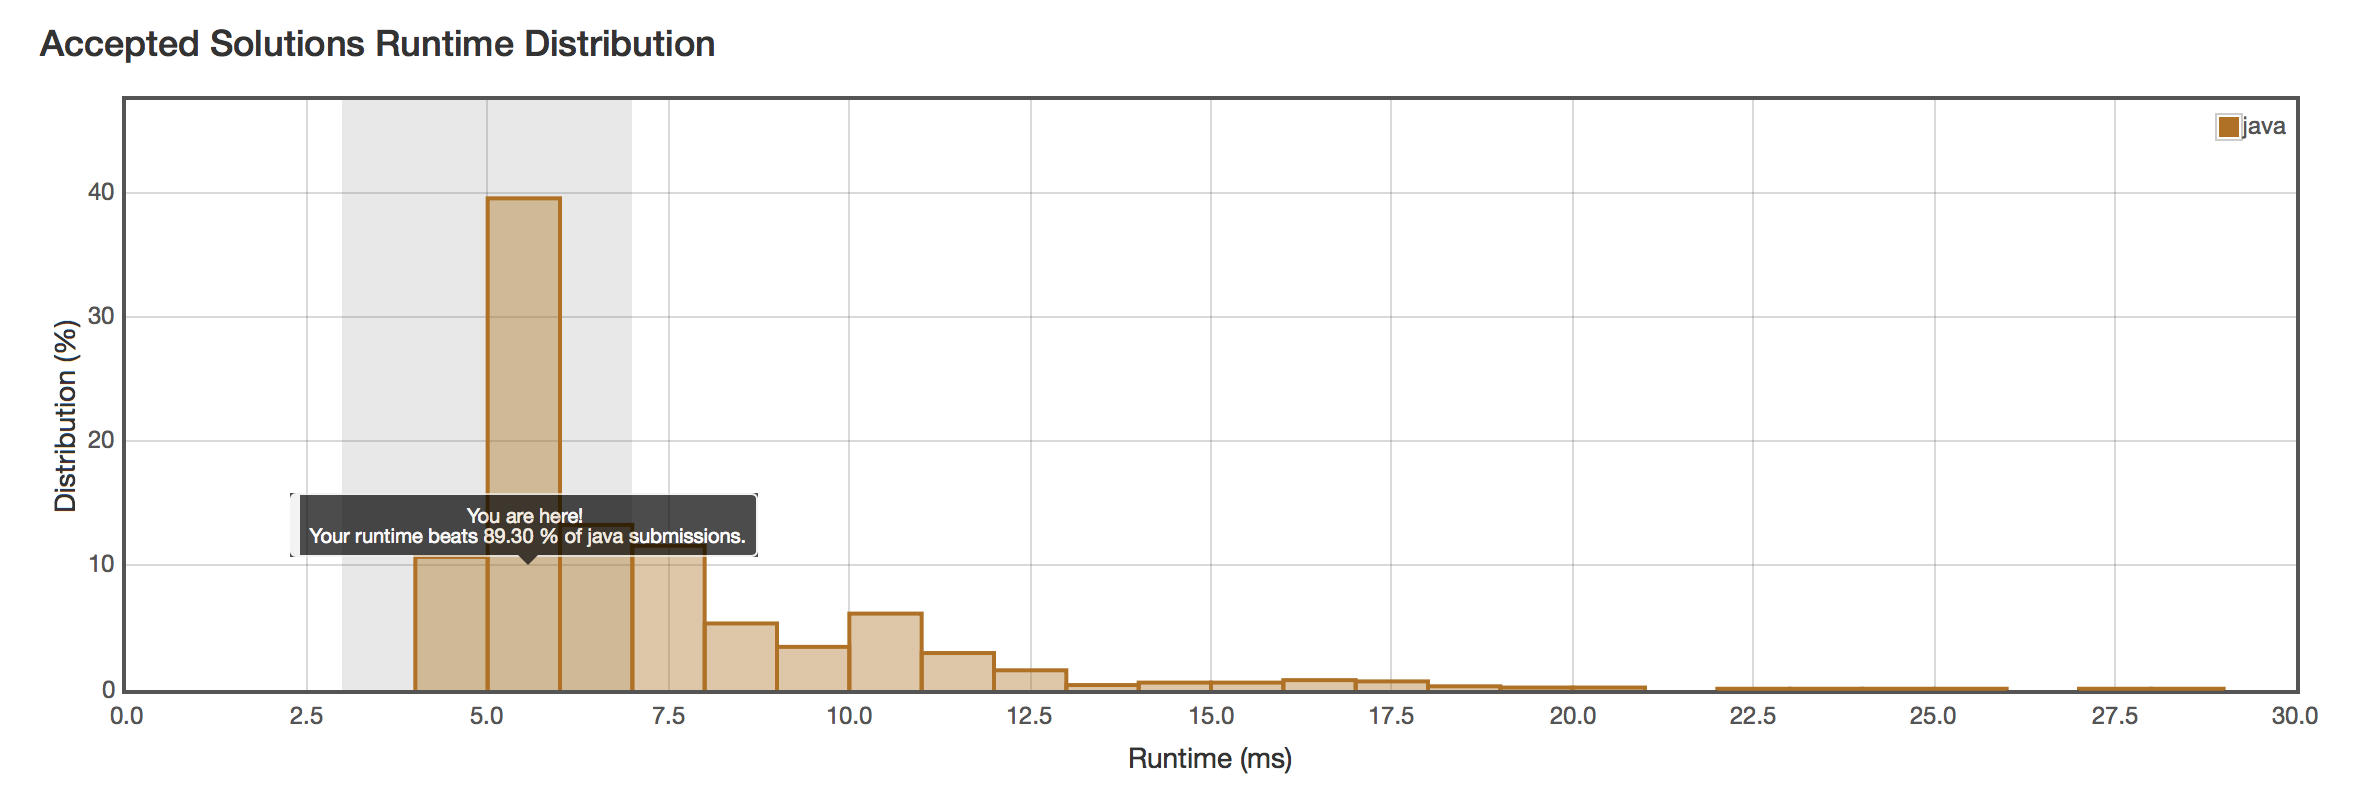 Accepted Solutions Runtime Distribution
java
40
30
20
10
0
Distribution (%)
You are here!
Your runtime beats 89.30 % of java submissions.
0.0 2.5 5.0 7.5 10.0 12.5 15.0 17.5 20.0 22.5 25.0 27.5 30.0
Runtime (ms)